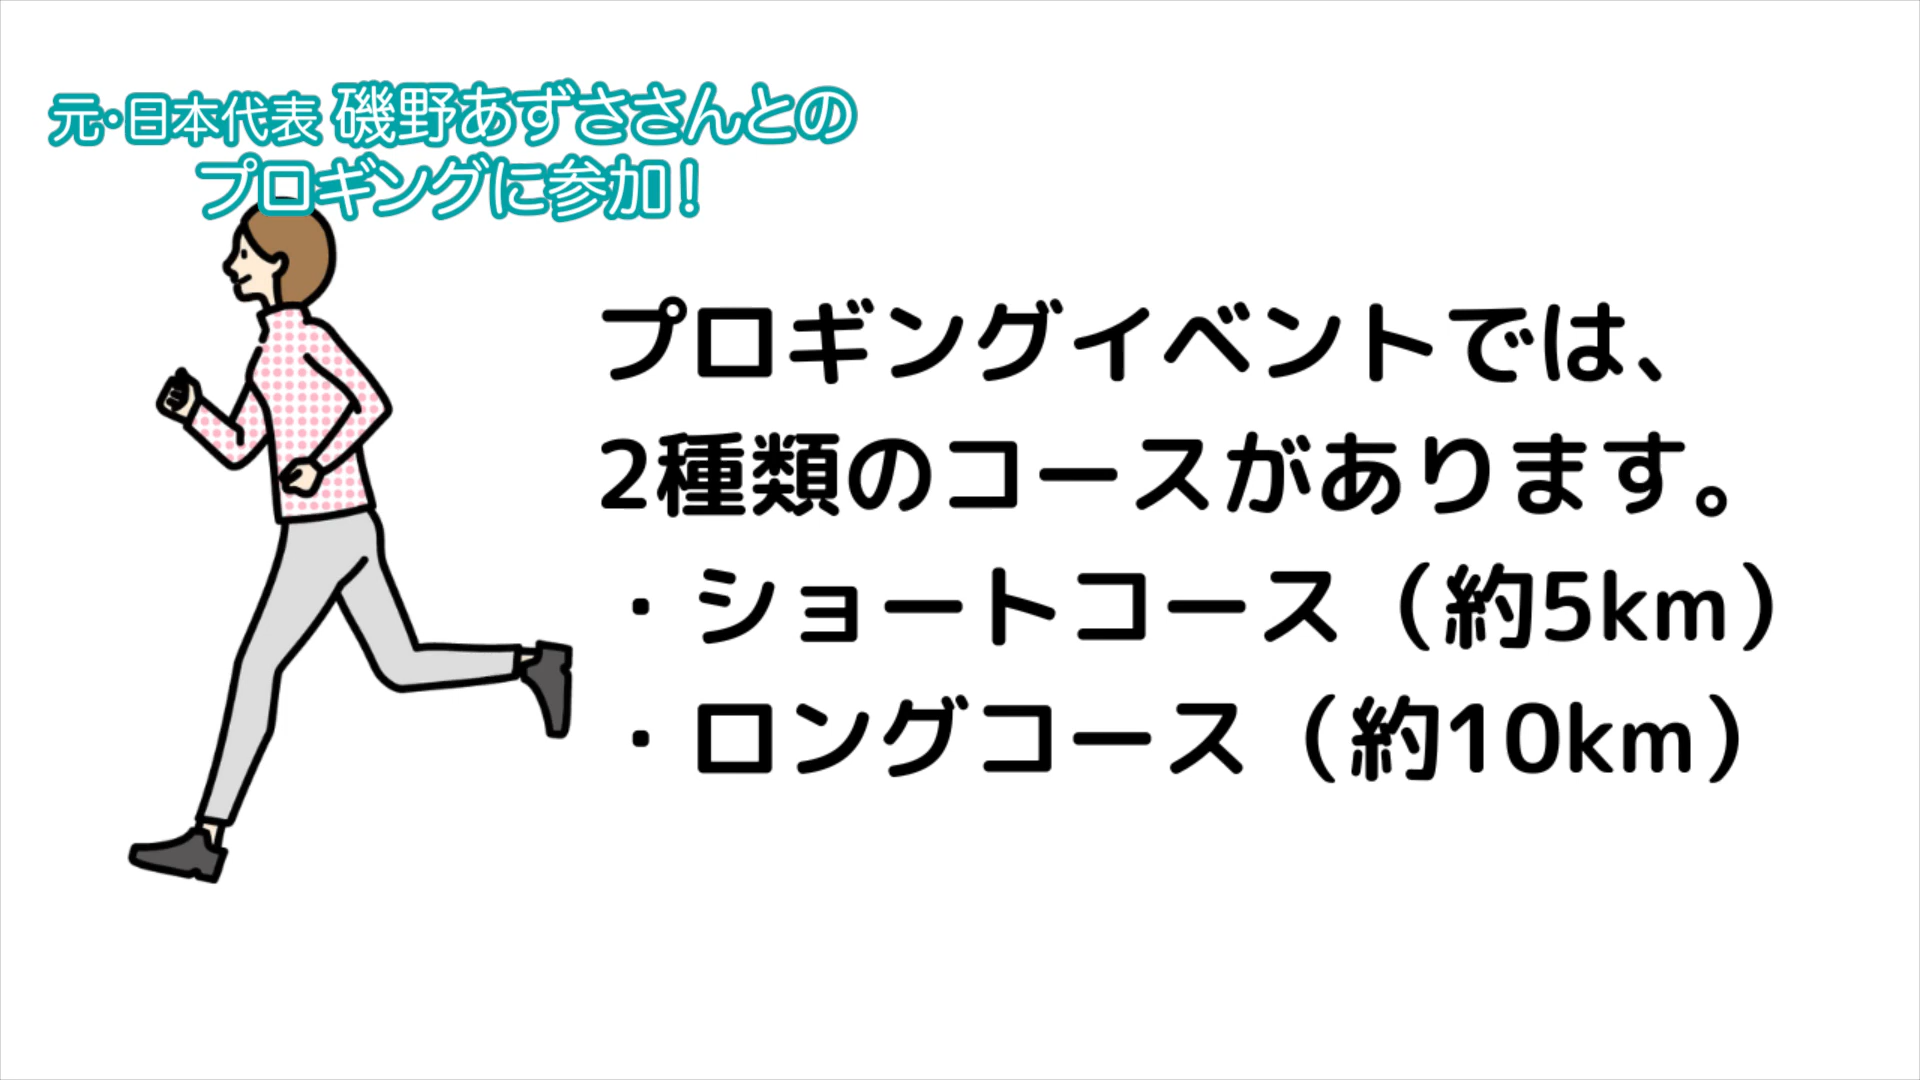 元・日本代表 磯野あずささんとの
プロギングに参加！
プロギングイベントでは、
2種類のコースがあります。
・ショートコース（約5km）
・ロングコース（約10km）